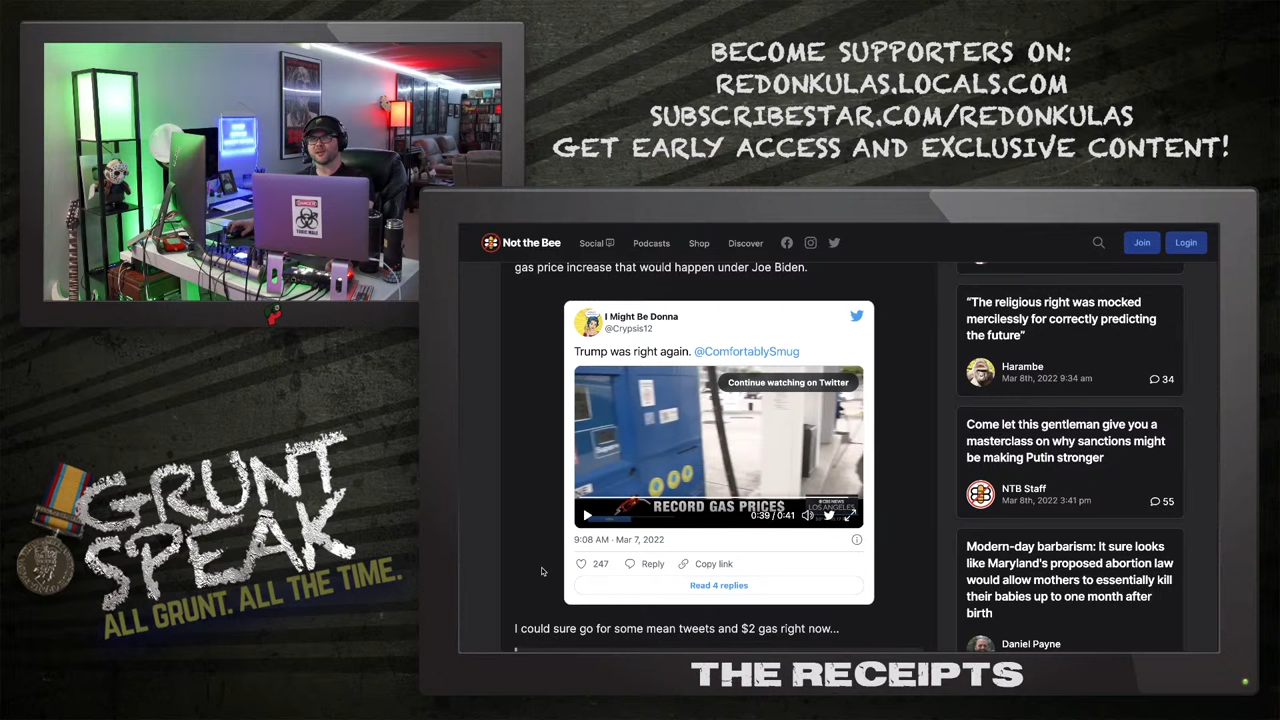 BECOME SUPPORTERS ON:
REDONKULAS.LOCALS.COM
SUBSCRIBESTAR.COM/REDONKULAS
GET EARLY ACCESS AND EXCLUSIVE CONTENT!
DANGER
TOXIC MALE
Not the Bee
Social
Podcasts
Shop
Discover
Join
Login
gas price increase that would happen under Joe Biden.
I Might Be Donna
@Crypsis12
Trump was right again. @ComfortablySmug
Continue watching on Twitter
RECORD GAS PRICES
CBS NEWS
LOS ANGELES
0:39 / 0:41
9:08 AM · Mar 7, 2022
247
Reply
Copy link
Read 4 replies
I could sure go for some mean tweets and $2 gas right now...
“The religious right was mocked
mercilessly for correctly predicting
the future”
Harambe
Mar 8th, 2022 9:34 am
34
Come let this gentleman give you a
masterclass on why sanctions might
be making Putin stronger
NTB Staff
Mar 8th, 2022 3:41 pm
55
Modern-day barbarism: It sure looks
like Maryland's proposed abortion law
would allow mothers to essentially kill
their babies up to one month after
birth
Daniel Payne
GRUNT
SPEAK
ALL GRUNT. ALL THE TIME.
THE RECEIPTS